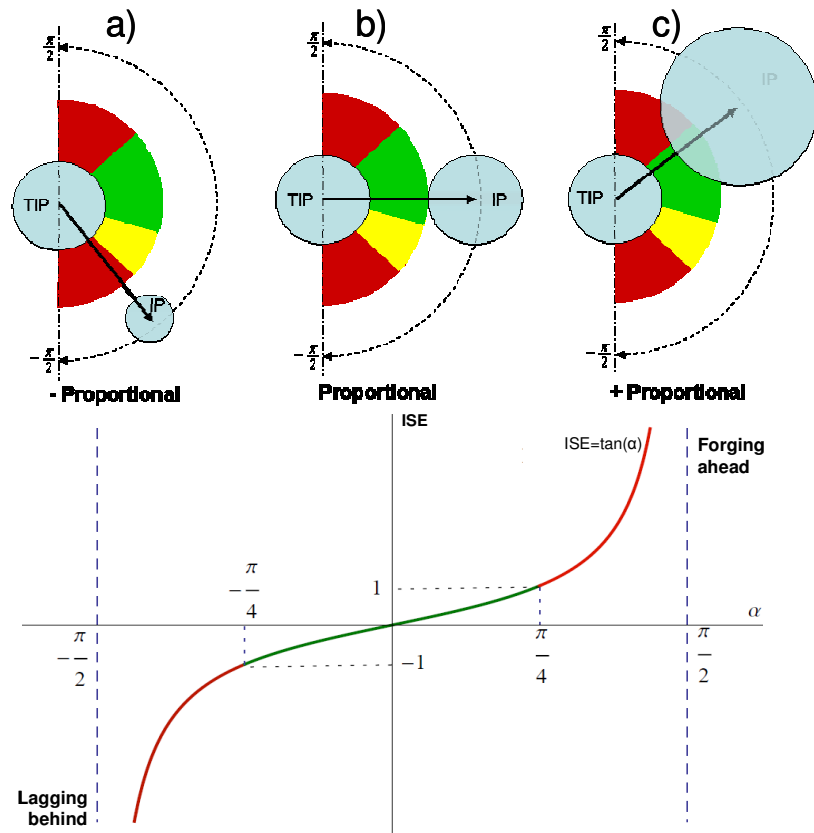 a)
b)
c)
π/2
π/2
π/2
TIP
IP
TIP
IP
TIP
IP
-π/2
-π/2
-π/2
- Proportional
Proportional
+ Proportional
ISE
ISE=tan(α)
Forging
ahead
-π/4
1
α
-π/2
-1
π/4
π/2
Lagging
behind